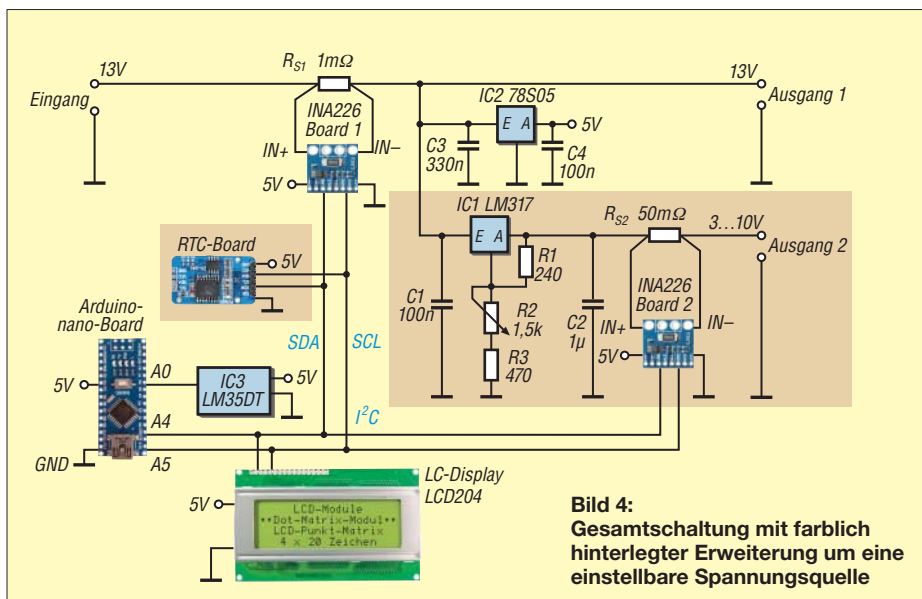 R_S1 1mΩ
13V
13V
Eingang
INA226
Board 1
IN+
IN–
5V
IC2 78S05
E A
5V
C3
330n
C4
100n
Ausgang 1
IC1 LM317
E A
R_S2 50mΩ
3...10V
Ausgang 2
R1
240
C1
100n
R2
1,5k
R3
470
C2
1µ
INA226
Board 2
IN+
IN–
5V
RTC-Board
5V
Arduino-
nano-Board
SDA
SCL
5V
A0
IC3
LM35DT
5V
A4
I²C
GND
A5
LC-Display
LCD204
5V
LCD-Module
**Dot-Matrix-Modul**
LCD-Punkt-Matrix
4 x 20 Zeichen
Bild 4:
Gesamtschaltung mit farblich
hinterlegter Erweiterung um eine
einstellbare Spannungsquelle